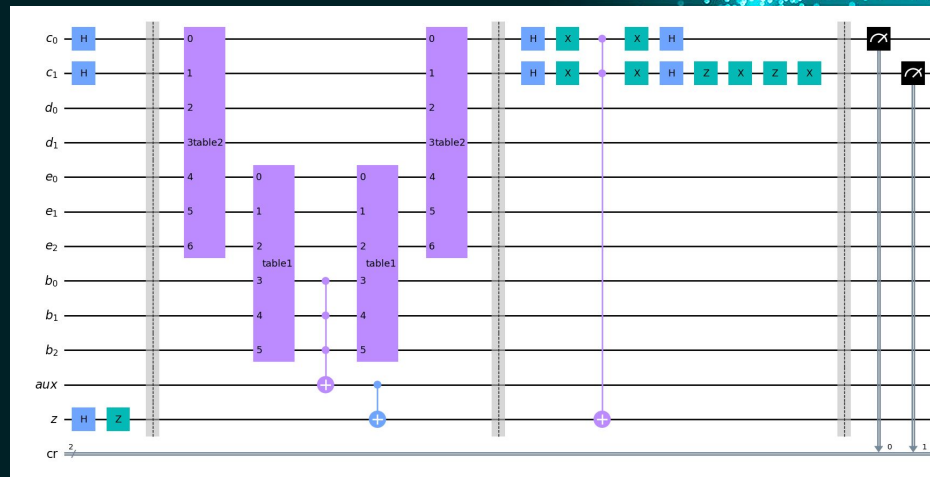 c0 H 0 0 H X X H
c1 H 1 1 H X X H Z X Z X
d0 2 2
d1 3table2 3table2
e0 4 0 0 4
e1 5 1 1 5
e2 6 2 2 6
table1 table1
b0 3 3
b1 4 4
b2 5 5
aux
z H Z
cr 2 0 1